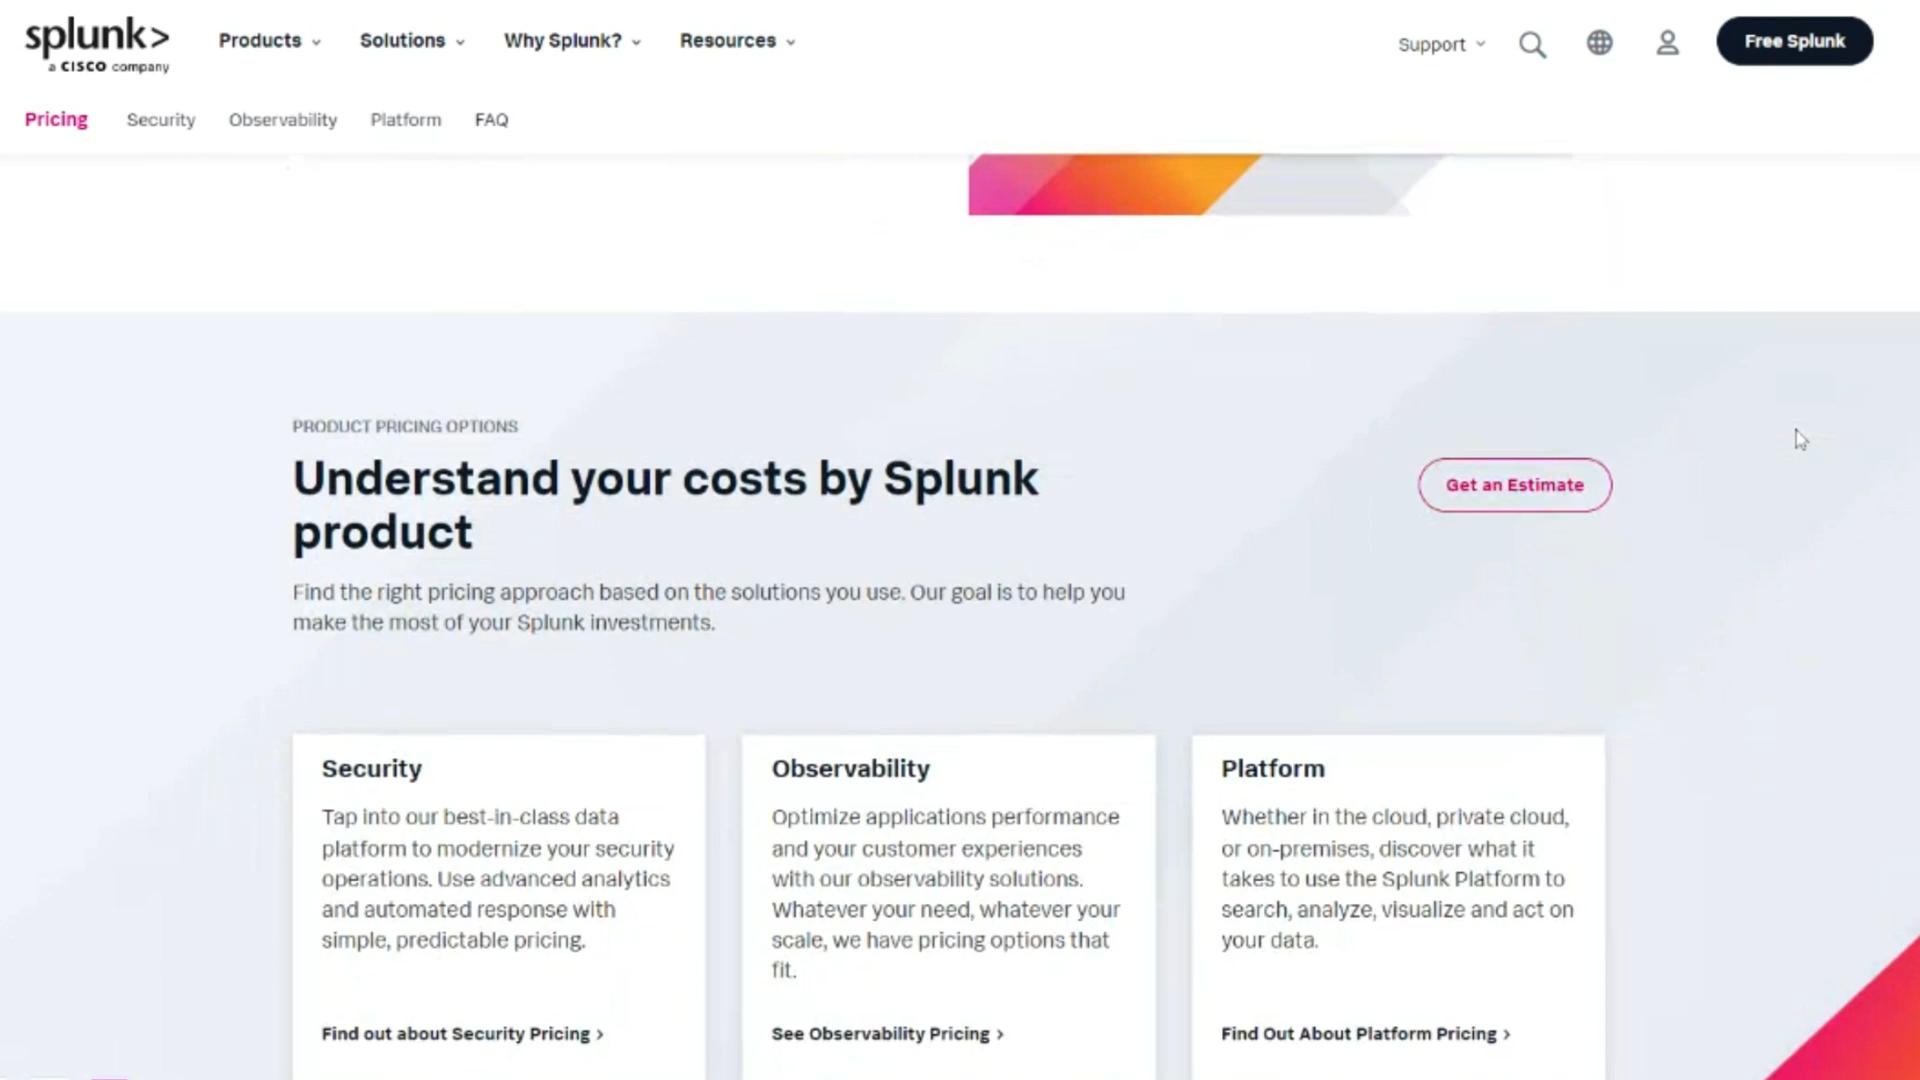 splunk>
a CISCO company
Products
Solutions
Why Splunk?
Resources
Support
Free Splunk
Pricing
Security
Observability
Platform
FAQ
PRODUCT PRICING OPTIONS
Understand your costs by Splunk
product
Get an Estimate
Find the right pricing approach based on the solutions you use. Our goal is to help you
make the most of your Splunk investments.
Security
Tap into our best-in-class data
platform to modernize your security
operations. Use advanced analytics
and automated response with
simple, predictable pricing.
Find out about Security Pricing >
Observability
Optimize applications performance
and your customer experiences
with our observability solutions.
Whatever your need, whatever your
scale, we have pricing options that
fit.
See Observability Pricing >
Platform
Whether in the cloud, private cloud,
or on-premises, discover what it
takes to use the Splunk Platform to
search, analyze, visualize and act on
your data.
Find Out About Platform Pricing >